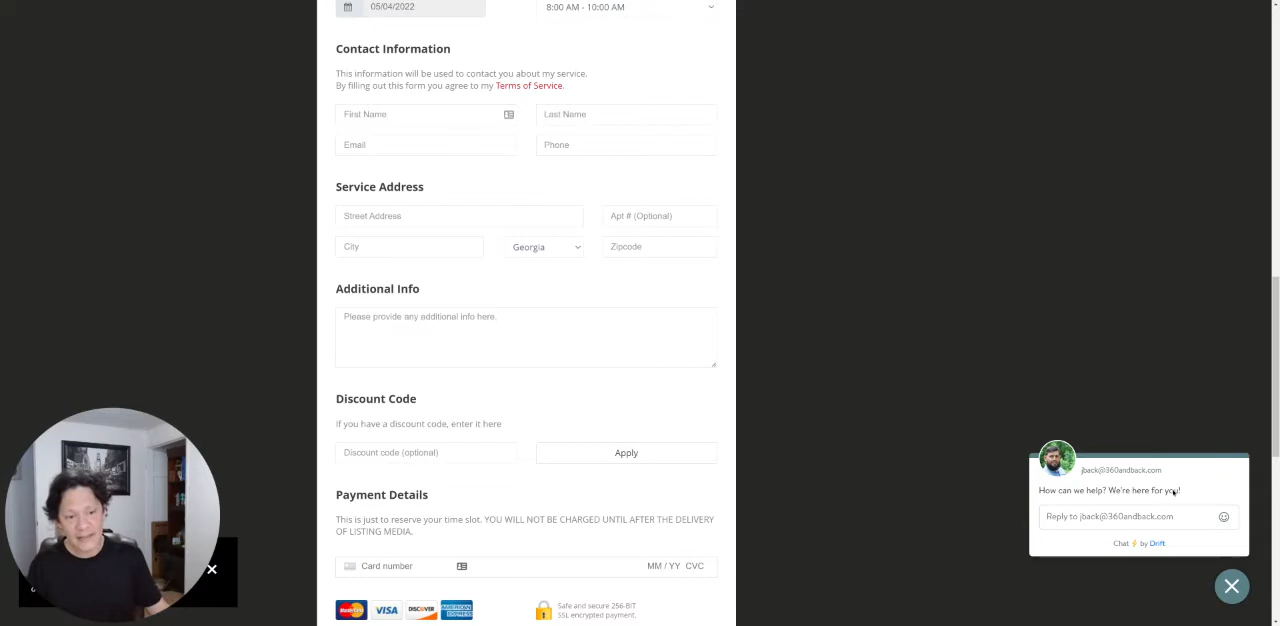 05/04/2022
8:00 AM - 10:00 AM
Contact Information
This information will be used to contact you about my service.
By filling out this form you agree to my Terms of Service.
First Name
Last Name
Email
Phone
Service Address
Street Address
Apt # (Optional)
City
Georgia
Zipcode
Additional Info
Please provide any additional info here.
Discount Code
If you have a discount code, enter it here
Discount code (optional)
Apply
Payment Details
This is just to reserve your time slot. YOU WILL NOT BE CHARGED UNTIL AFTER THE DELIVERY
OF LISTING MEDIA.
Card number
MM / YY CVC
MasterCard
VISA
DISCOVER
AMERICAN EXPRESS
Safe and secure 256-BIT
SSL encrypted payment.
jback@360andback.com
How can we help? We're here for you!
Reply to jback@360andback.com
Chat ⚡ by Drift